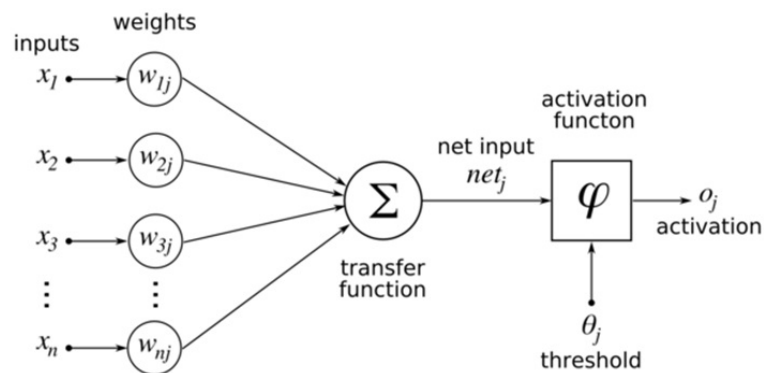 weights
inputs
x1 w1j
activation
functon
x2 w2j
net input
netj
Σ
φ
oj
activation
x3 w3j
transfer
function
⋮ ⋮
θj
xn wnj
threshold